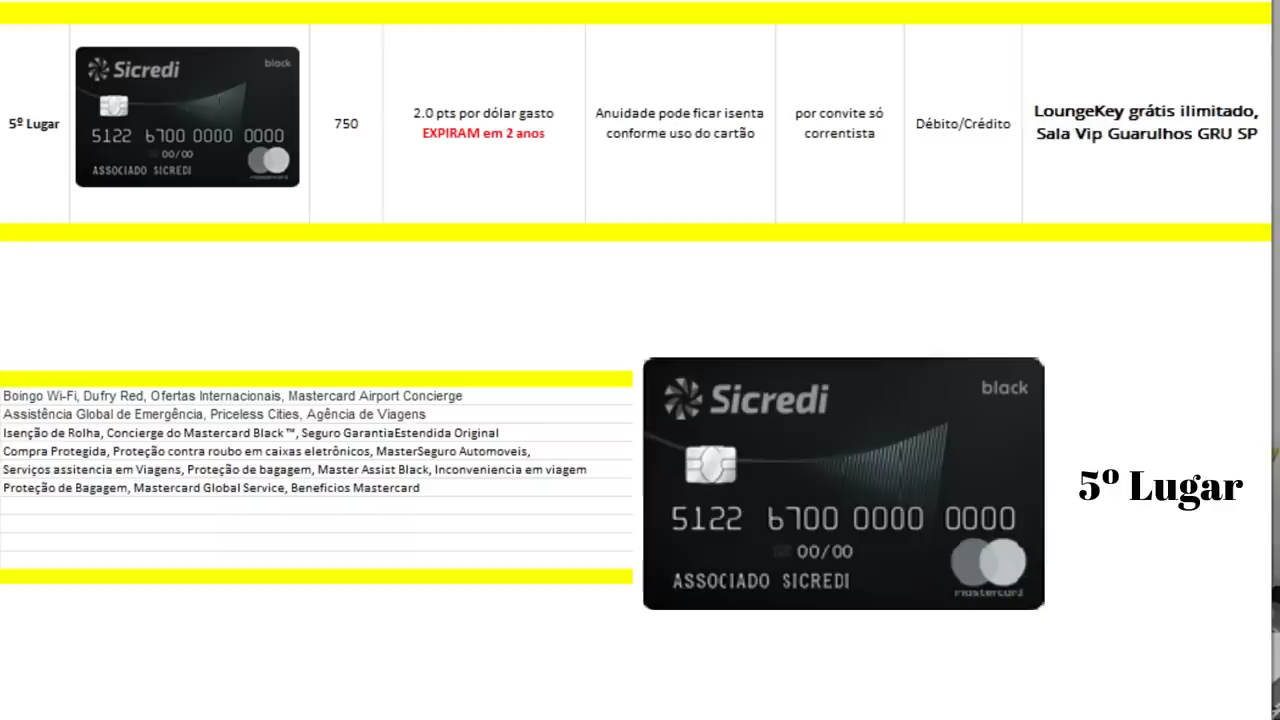 5º Lugar
Sicredi
black
5122 6700 0000 0000
00/00
ASSOCIADO SICREDI
mastercard
750
2.0 pts por dólar gasto
EXPIRAM em 2 anos
Anuidade pode ficar isenta
conforme uso do cartão
por convite só
correntista
Débito/Crédito
LoungeKey grátis ilimitado,
Sala Vip Guarulhos GRU SP
Boingo Wi-Fi, Dufry Red, Ofertas Internacionais, Mastercard Airport Concierge
Assistência Global de Emergência, Priceless Cities, Agência de Viagens
Isenção de Rolha, Concierge do Mastercard Black™, Seguro GarantiaEstendida Original
Compra Protegida, Proteção contra roubo em caixas eletrônicos, MasterSeguro Automoveis,
Serviços assitencia em Viagens, Proteção de bagagem, Master Assist Black, Inconveniencia em viagem
Proteção de Bagagem, Mastercard Global Service, Beneficios Mastercard
Sicredi
black
5122 6700 0000 0000
00/00
ASSOCIADO SICREDI
mastercard
5º Lugar